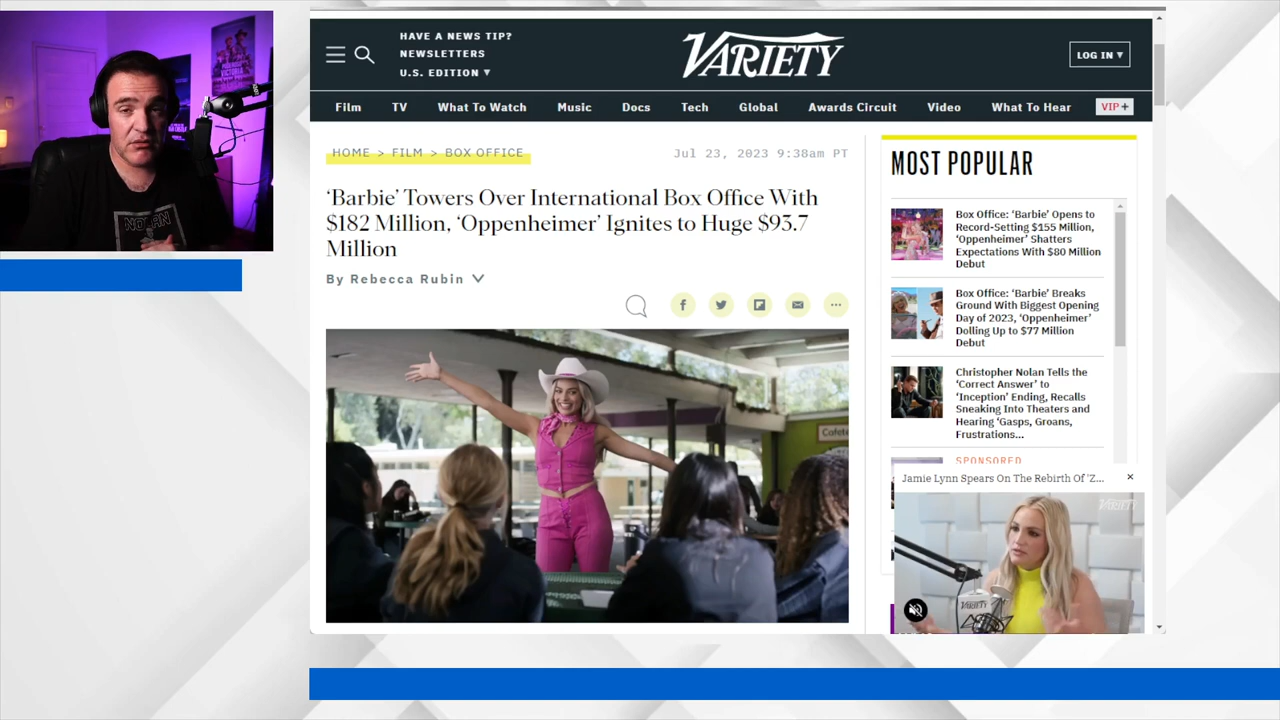 HAVE A NEWS TIP?
NEWSLETTERS
U.S. EDITION
VARIETY
LOG IN
Film TV What To Watch Music Docs Tech Global Awards Circuit Video What To Hear VIP+
HOME > FILM > BOX OFFICE
Jul 23, 2023 9:38am PT
‘Barbie’ Towers Over International Box Office With
$182 Million, ‘Oppenheimer’ Ignites to Huge $93.7
Million
By Rebecca Rubin
MOST POPULAR
Box Office: ‘Barbie’ Opens to
Record-Setting $155 Million,
‘Oppenheimer’ Shatters
Expectations With $80 Million
Debut
Box Office: ‘Barbie’ Breaks
Ground With Biggest Opening
Day of 2023, ‘Oppenheimer’
Dolling Up to $77 Million
Debut
Christopher Nolan Tells the
‘Correct Answer’ to
‘Inception’ Ending, Recalls
Sneaking Into Theaters and
Hearing ‘Gasps, Groans,
Frustrations...
SPONSORED
Jamie Lynn Spears On The Rebirth Of 'Z...
VARIETY
VARIETY
NOLAN